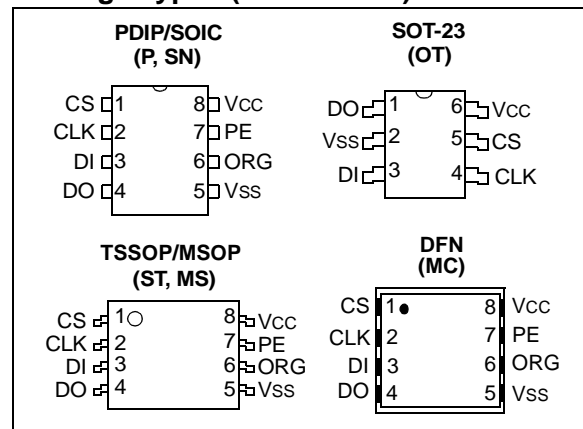 PDIP/SOIC
(P, SN)
CS 1 8 VCC
CLK 2 7 PE
DI 3 6 ORG
DO 4 5 VSS
SOT-23
(OT)
DO 1 6 VCC
VSS 2 5 CS
DI 3 4 CLK
TSSOP/MSOP
(ST, MS)
CS 1 8 VCC
CLK 2 7 PE
DI 3 6 ORG
DO 4 5 VSS
DFN
(MC)
CS 1 8 VCC
CLK 2 7 PE
DI 3 6 ORG
DO 4 5 VSS